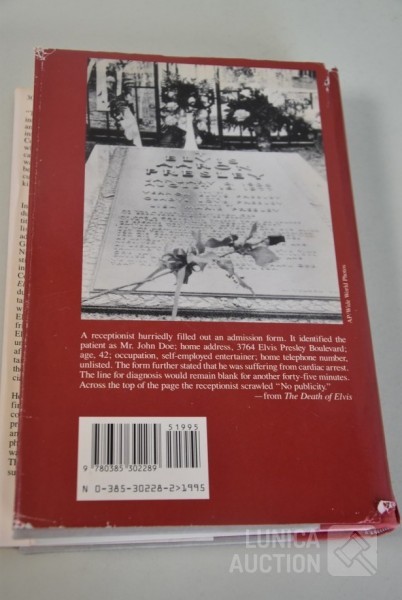 ELVIS
AARON
PRESLEY
A receptionist hurriedly filled out an admission form. It identified the
patient as Mr. John Doe; home address, 3764 Elvis Presley Boulevard;
age, 42; occupation, self-employed entertainer; home telephone number,
unlisted. The form further stated that he was suffering from cardiac arrest.
The line for diagnosis would remain blank for another forty-five minutes.
Across the top of the page the receptionist scrawled “No publicity.”
—from The Death of Elvis
AP/Wide World Photos
51995
9 780385 302289
N 0-385-30228-2>1995
LUNICA
AUCTION